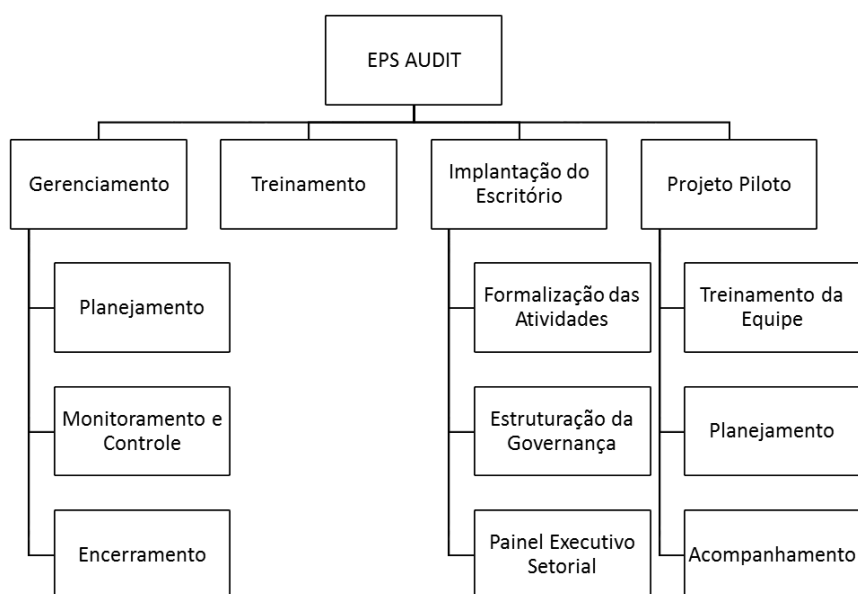 EPS AUDIT
Gerenciamento
Treinamento
Implantação do
Escritório
Projeto Piloto
Planejamento
Monitoramento e
Controle
Encerramento
Formalização das
Atividades
Estruturação da
Governança
Painel Executivo
Setorial
Treinamento da
Equipe
Planejamento
Acompanhamento